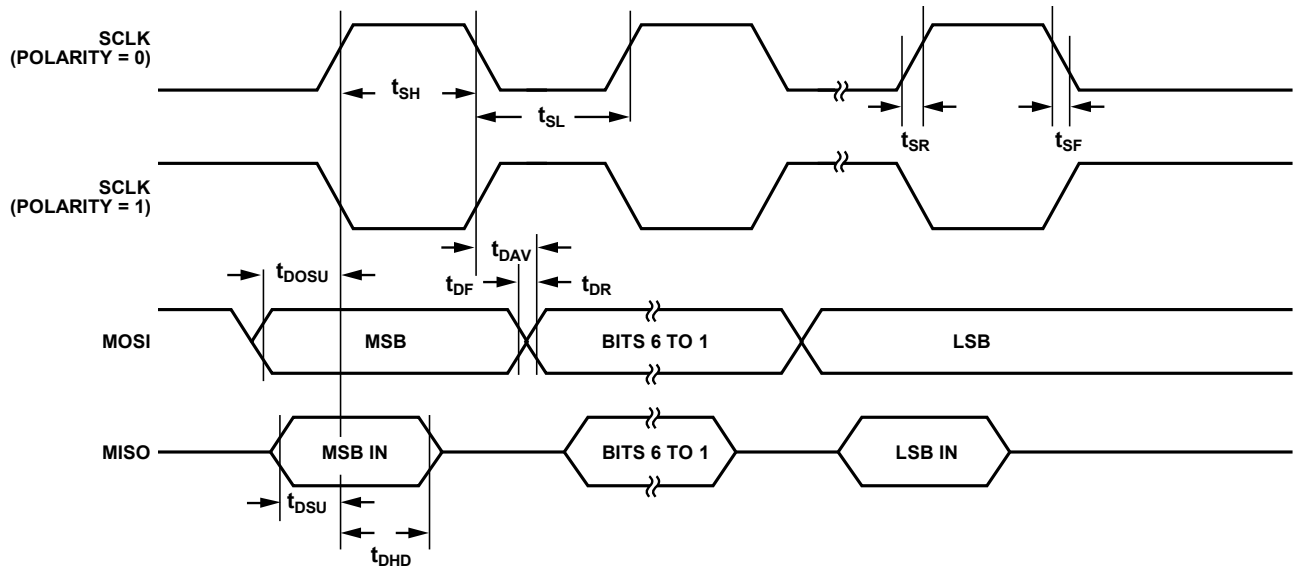 SCLK
(POLARITY = 0)
tSH
tSL
tSR
tSF
SCLK
(POLARITY = 1)
tDAV
tDOSU
tDF
tDR
MOSI
MSB
BITS 6 TO 1
LSB
MISO
MSB IN
BITS 6 TO 1
LSB IN
tDSU
tDHD